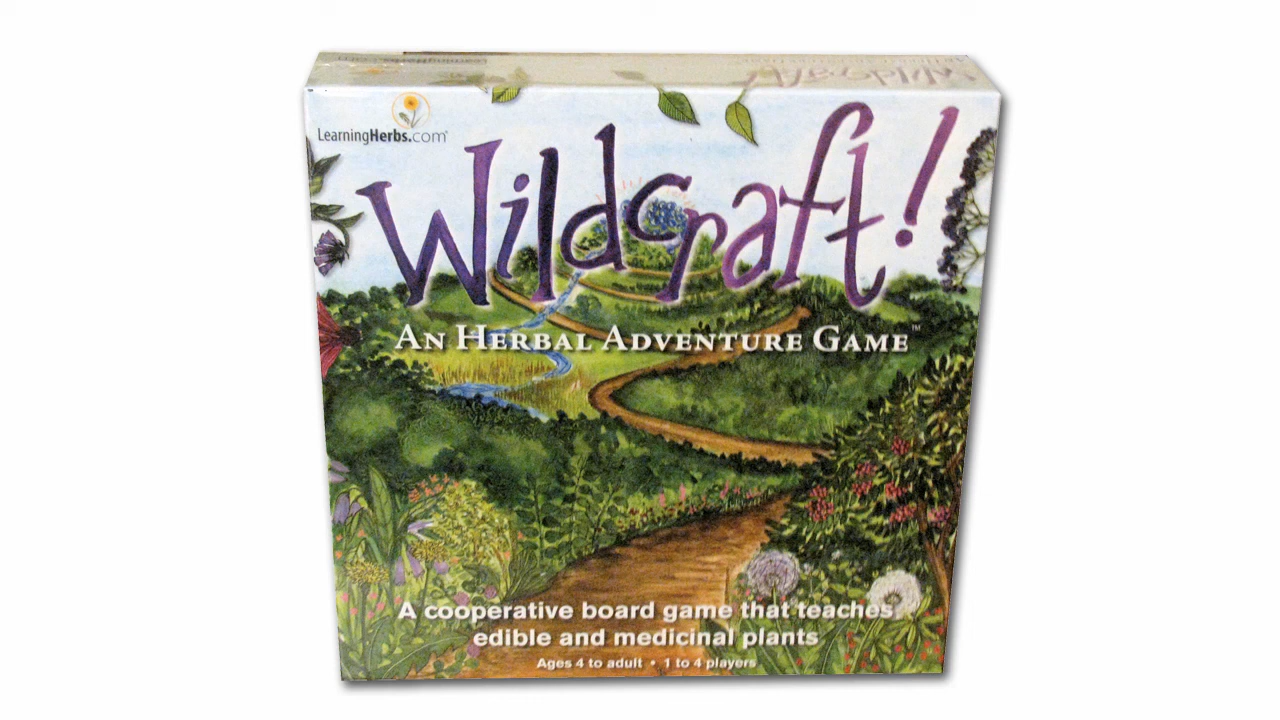 LearningHerbs.com
Wildcraft!
AN HERBAL ADVENTURE GAME™
A cooperative board game that teaches
edible and medicinal plants
Ages 4 to adult • 1 to 4 players